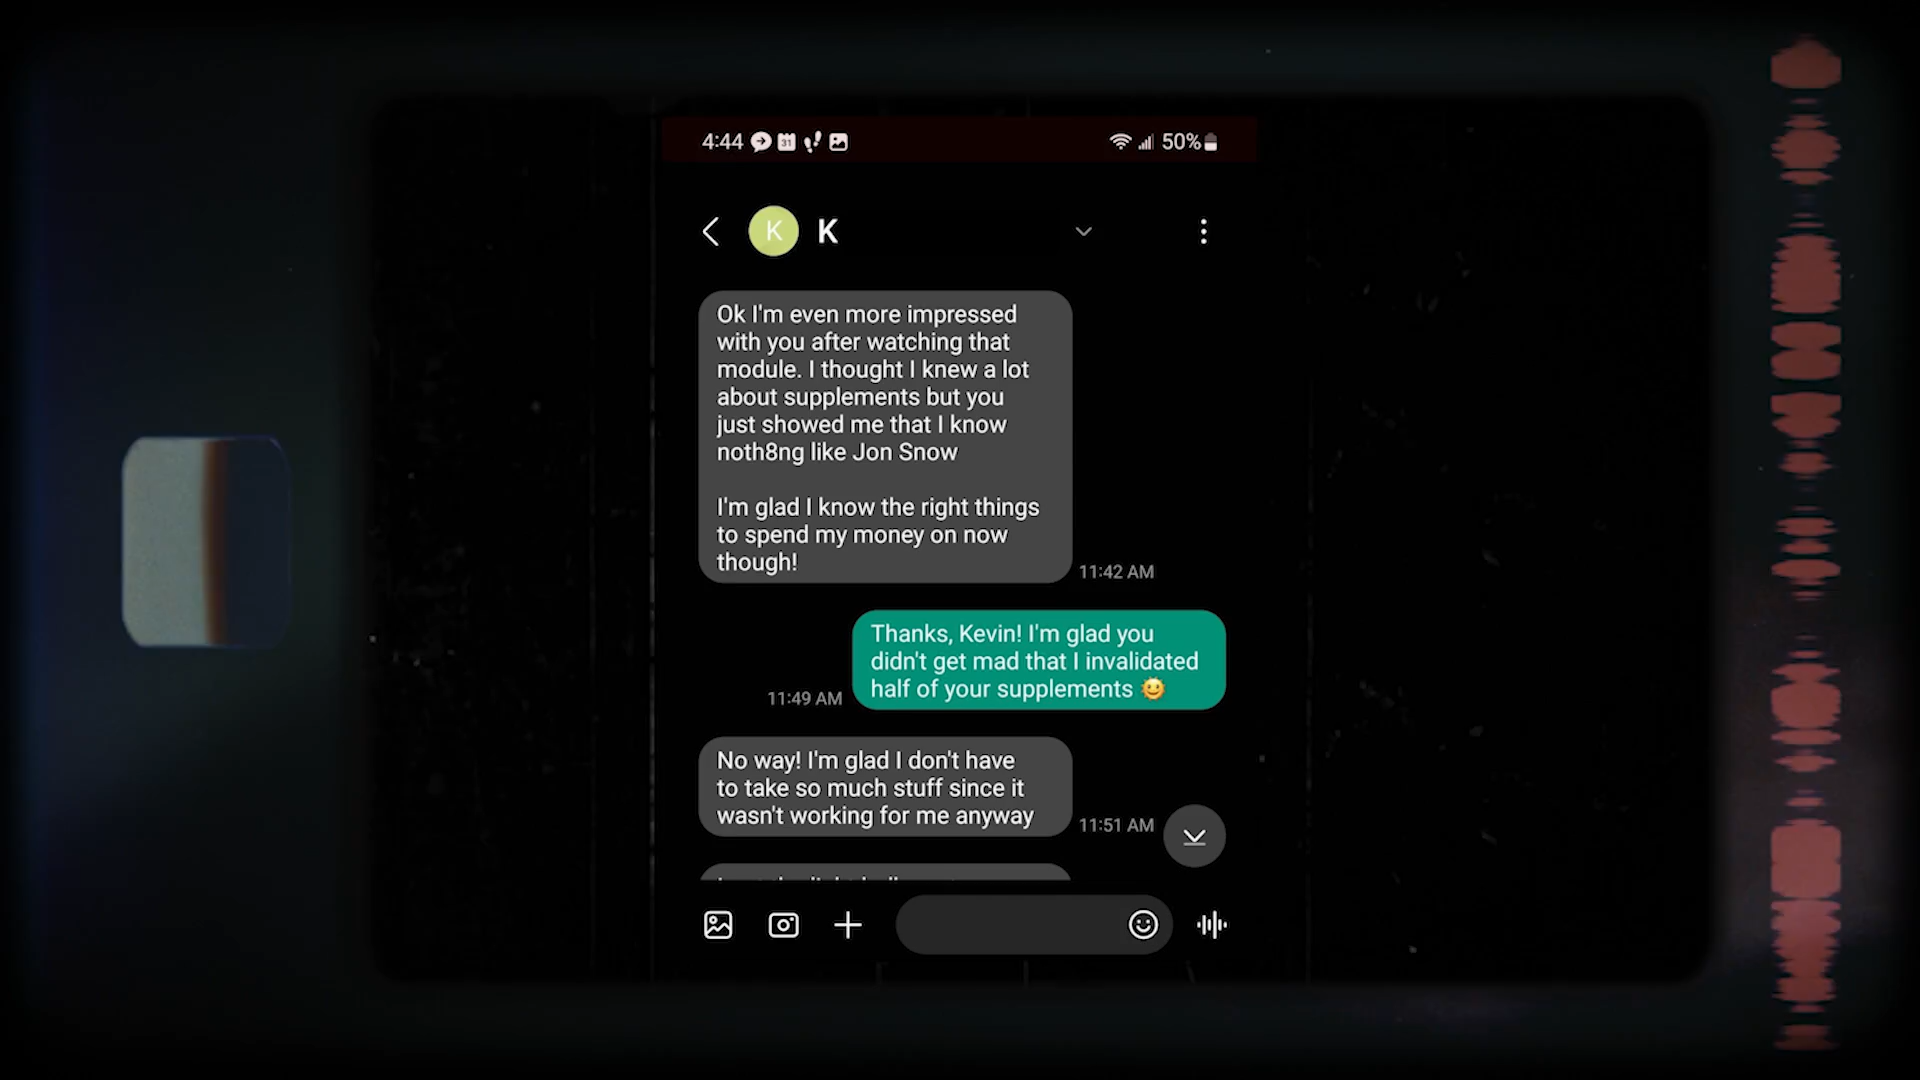 4:44
31
50%
K
K
Ok I'm even more impressed
with you after watching that
module. I thought I knew a lot
about supplements but you
just showed me that I know
noth8ng like Jon Snow
I'm glad I know the right things
to spend my money on now
though!
11:42 AM
Thanks, Kevin! I'm glad you
didn't get mad that I invalidated
half of your supplements
11:49 AM
No way! I'm glad I don't have
to take so much stuff since it
wasn't working for me anyway
11:51 AM